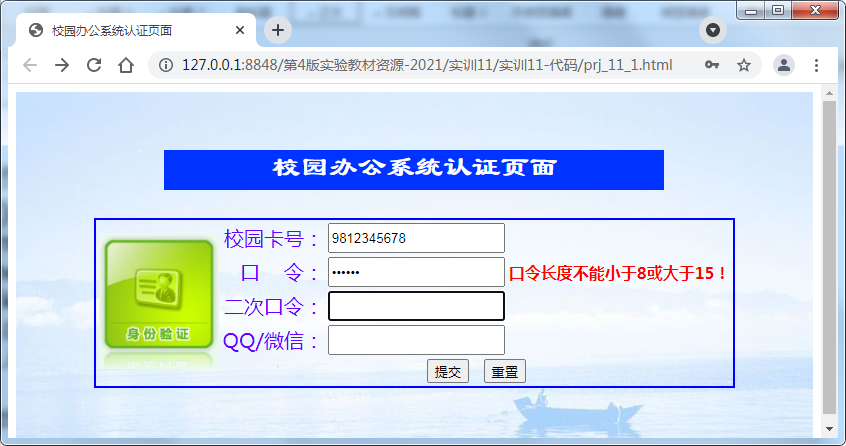 校园办公系统认证页面
127.0.0.1:8848/第4版实验教材资源-2021/实训11/实训11-代码/prj_11_1.html
校园办公系统认证页面
校园卡号： 9812345678
口 令： •••••• 口令长度不能小于8或大于15！
二次口令：
QQ/微信：
身份验证
提交 重置